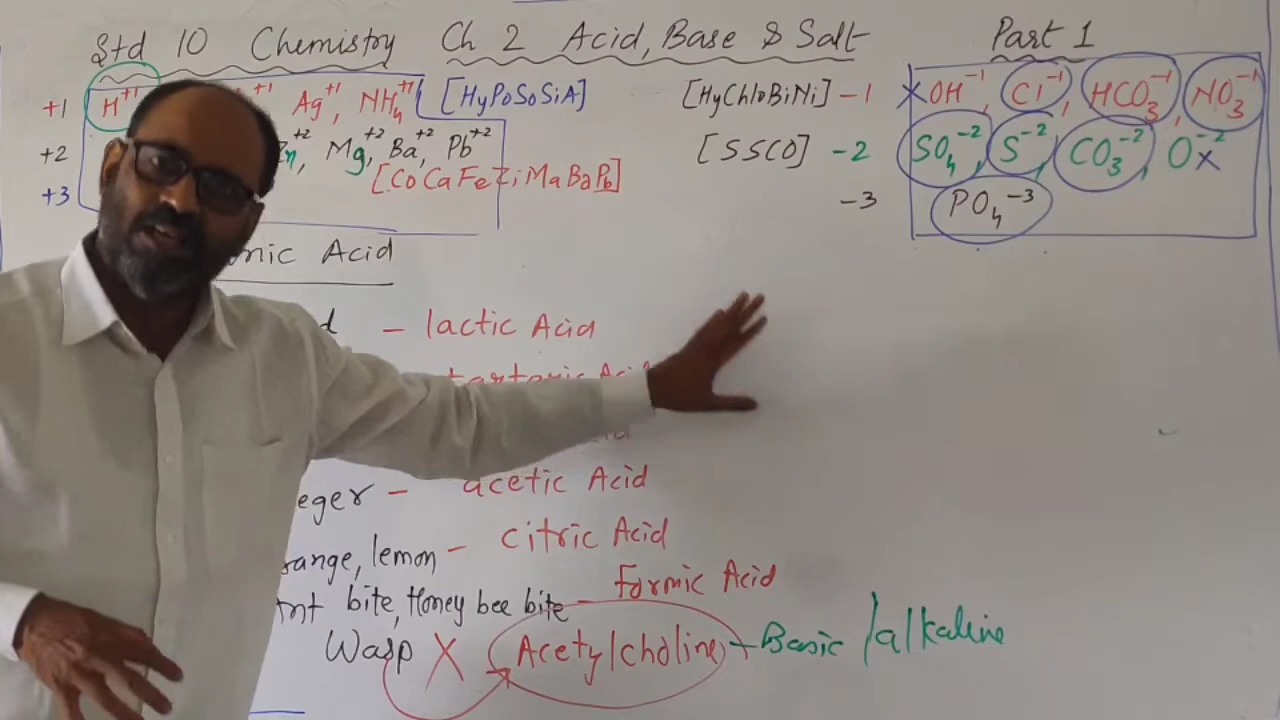 Std 10 Chemistry Ch 2 Acid, Base & Salt Part 1
+1 H+1 +1 Ag+1, NH4+1 [HyPoSoSiA] [HyChloBiNi] -1 OH-1, Cl-1, HCO3-1, NO3-1
+2 Zn+2, Mg+2, Ba+2, Pb+2 [SSCO] -2 SO4-2, S-2, CO3-2, O-2
+3 [CoCaFeZiMaBaPb] -3 PO4-3
nic Acid
d - lactic Acid
tartaric Acid
eger - acetic Acid
range, lemon - citric Acid
nt bite, Honey bee bite - Formic Acid
Wasp X Acetylcholine - Basic / alkaline